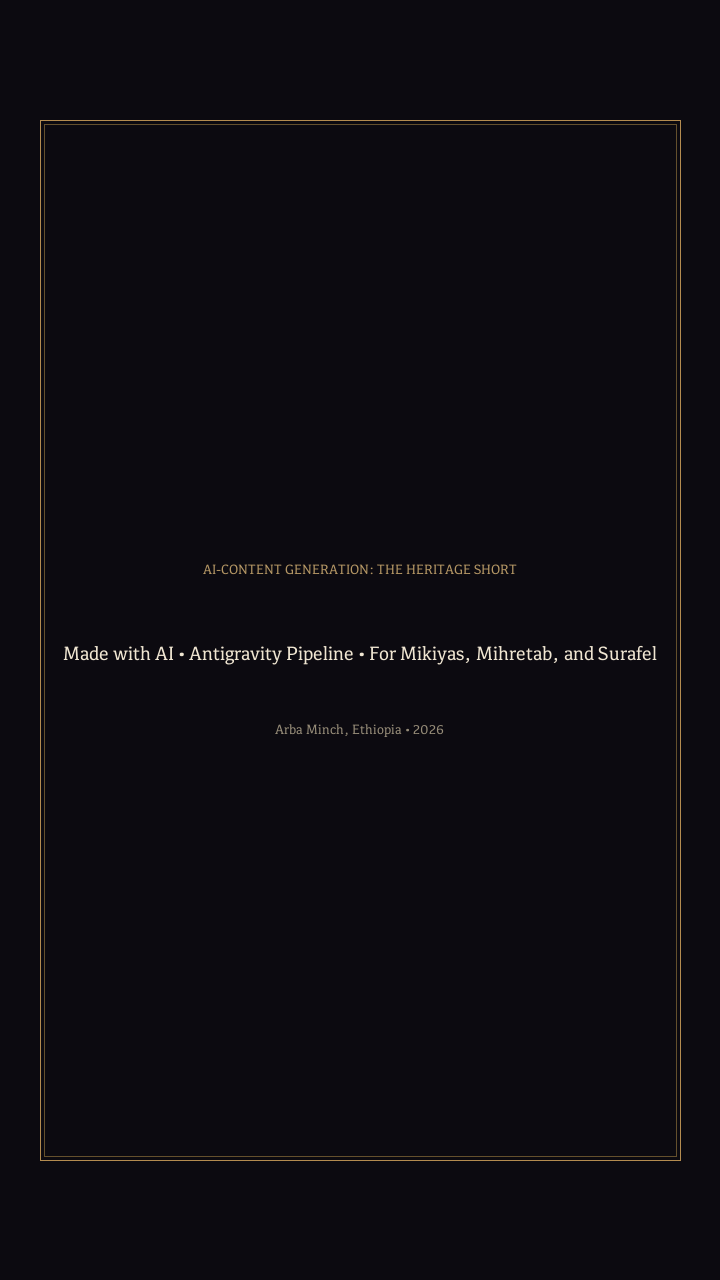 AI-CONTENT GENERATION: THE HERITAGE SHORT
Made with AI • Antigravity Pipeline • For Mikiyas, Mihretab, and Surafel
Arba Minch, Ethiopia • 2026